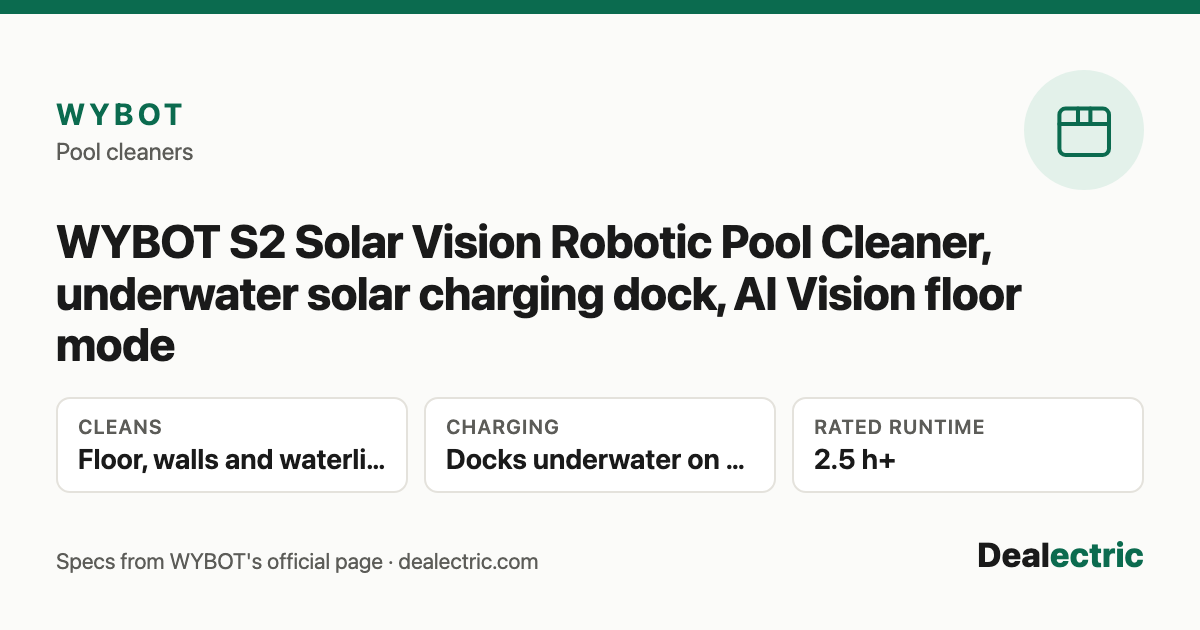 WYBOT
Pool cleaners
WYBOT S2 Solar Vision Robotic Pool Cleaner,
underwater solar charging dock, AI Vision floor
mode
CLEANS
Floor, walls and waterli...
CHARGING
Docks underwater on ...
RATED RUNTIME
2.5 h+
Specs from WYBOT's official page · dealectric.com
Dealectric